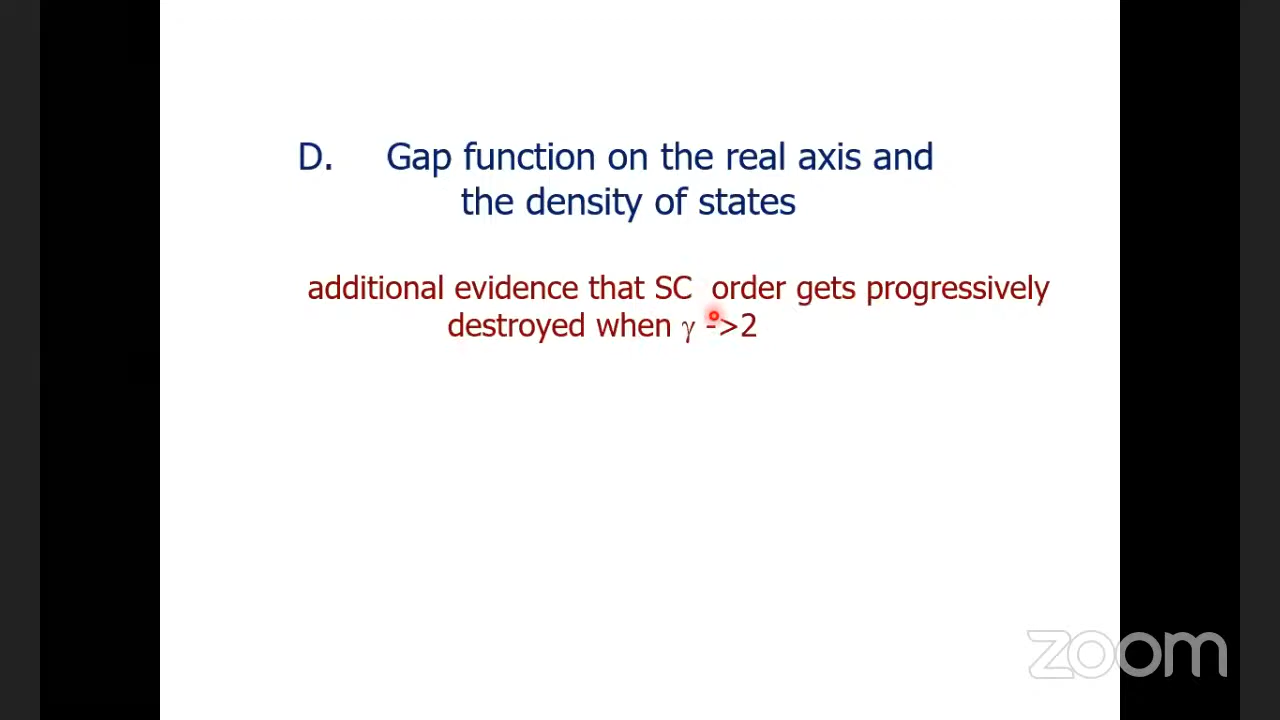 D. Gap function on the real axis and
the density of states
additional evidence that SC order gets progressively
destroyed when γ ->2
zoom